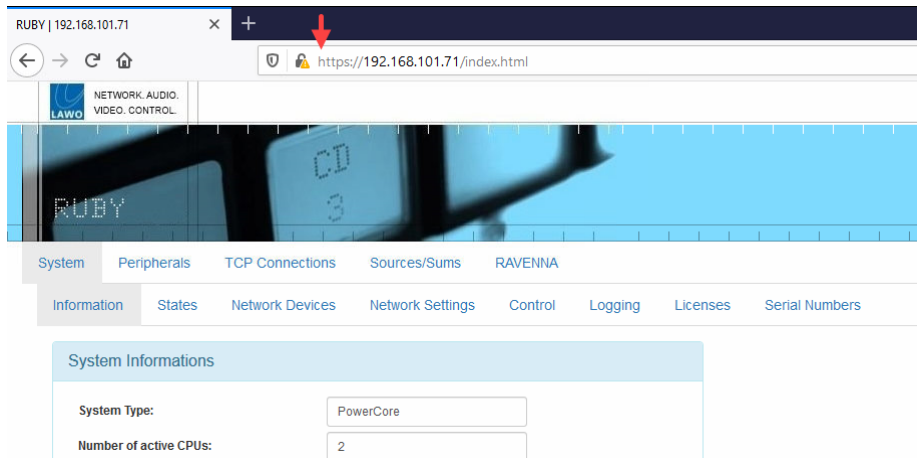 RUBY | 192.168.101.71
https://192.168.101.71/index.html
NETWORK. AUDIO.
LAWO VIDEO. CONTROL.
CD
3
RUBY
System Peripherals TCP Connections Sources/Sums RAVENNA
Information States Network Devices Network Settings Control Logging Licenses Serial Numbers
System Informations
System Type: PowerCore
Number of active CPUs: 2